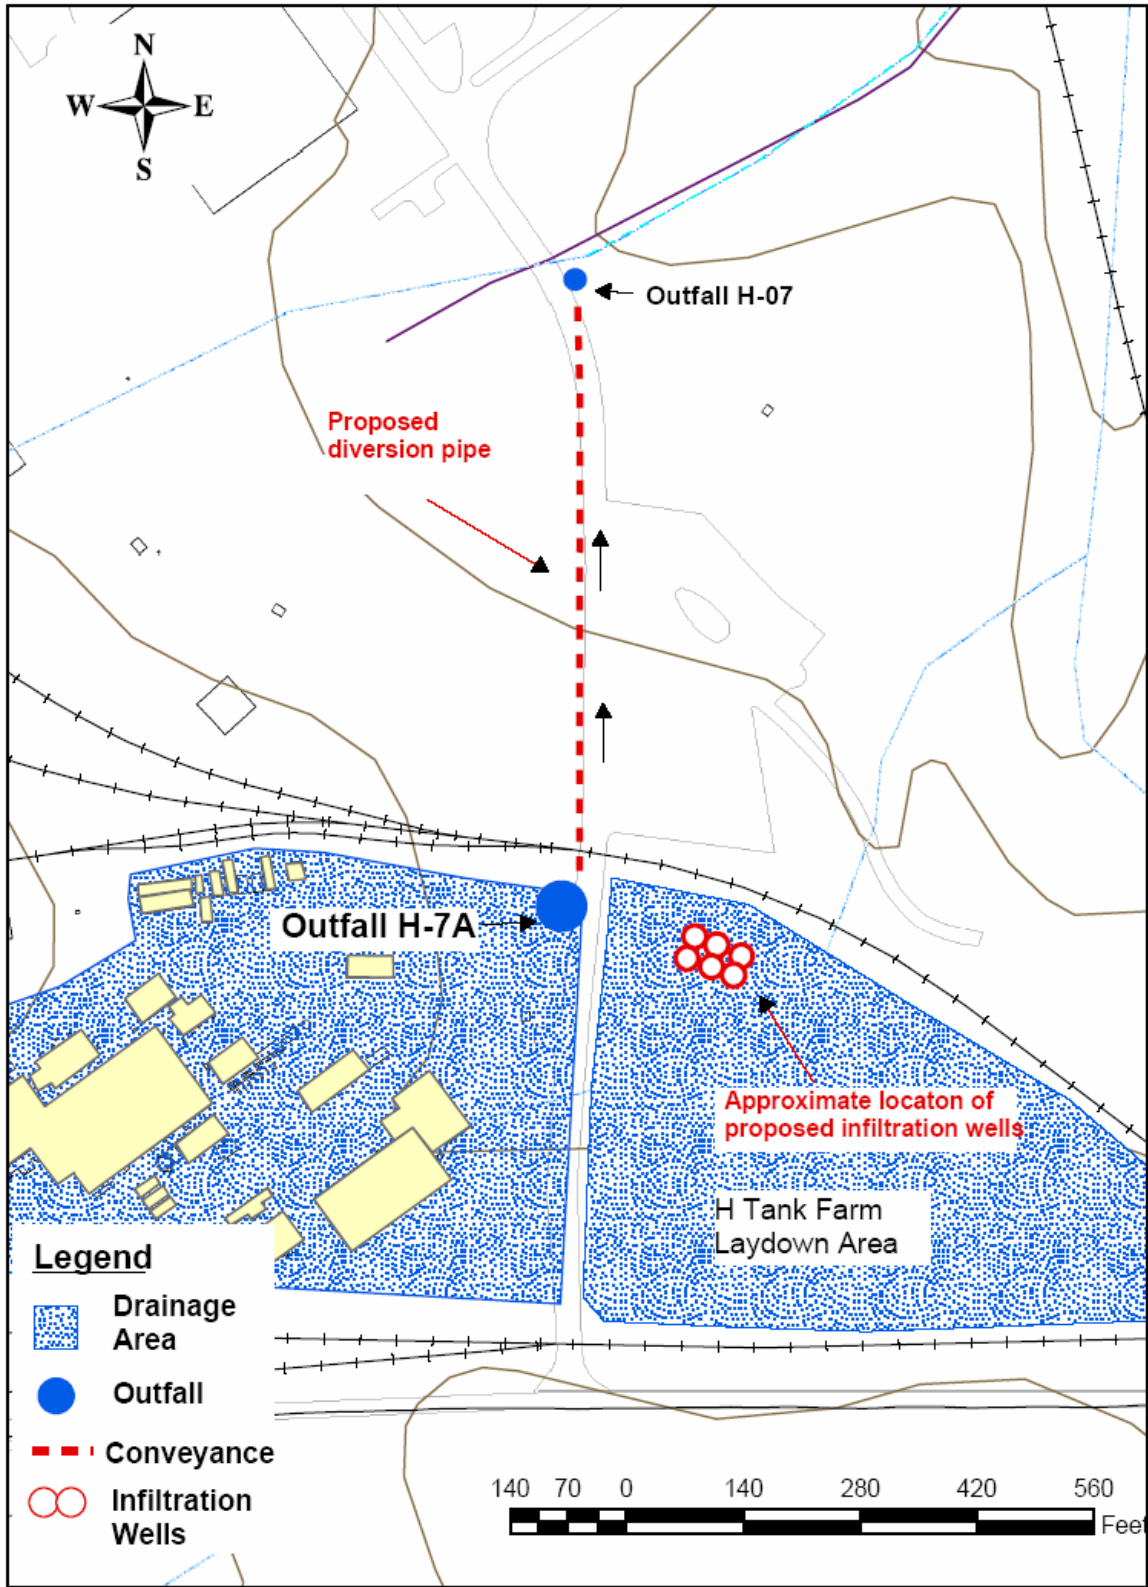 N
W E
S
Outfall H-07
Proposed
diversion pipe
Outfall H-7A
Approximate locaton of
proposed infiltration wells
H Tank Farm
Laydown Area
Legend
Drainage
Area
Outfall
Conveyance
Infiltration
Wells
140 70 0 140 280 420 560
Feet